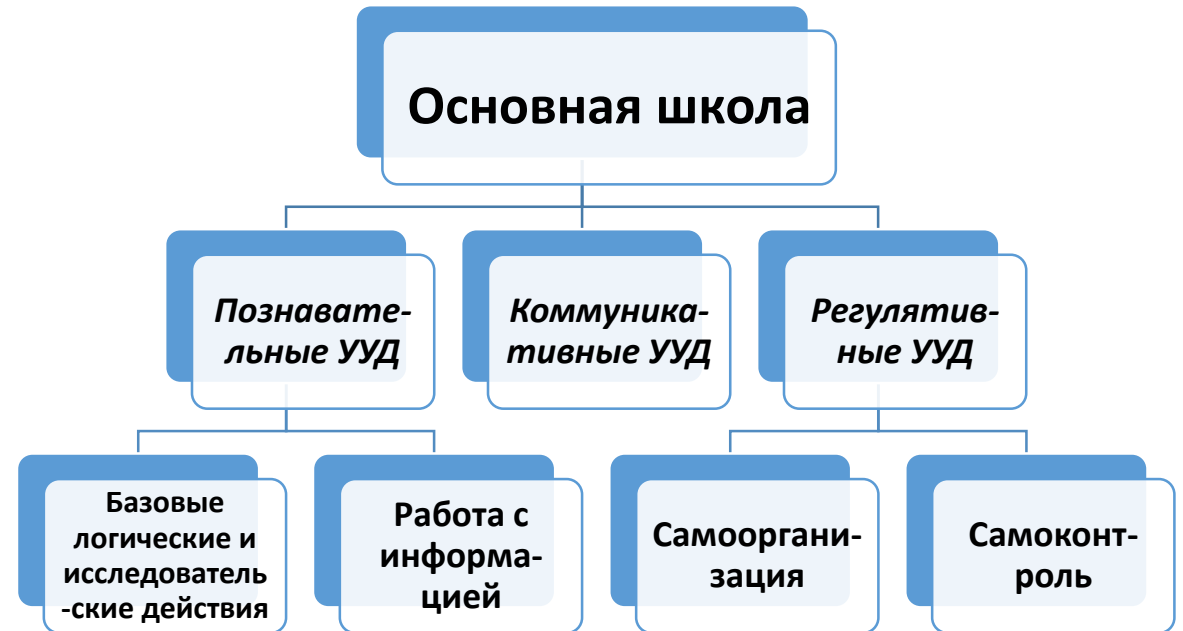 Основная школа
Познавате-
льные УУД
Коммуника-
тивные УУД
Регулятив-
ные УУД
Базовые
логические и
исследователь
-ские действия
Работа с
информа-
цией
Самооргани-
зация
Самоконт-
роль